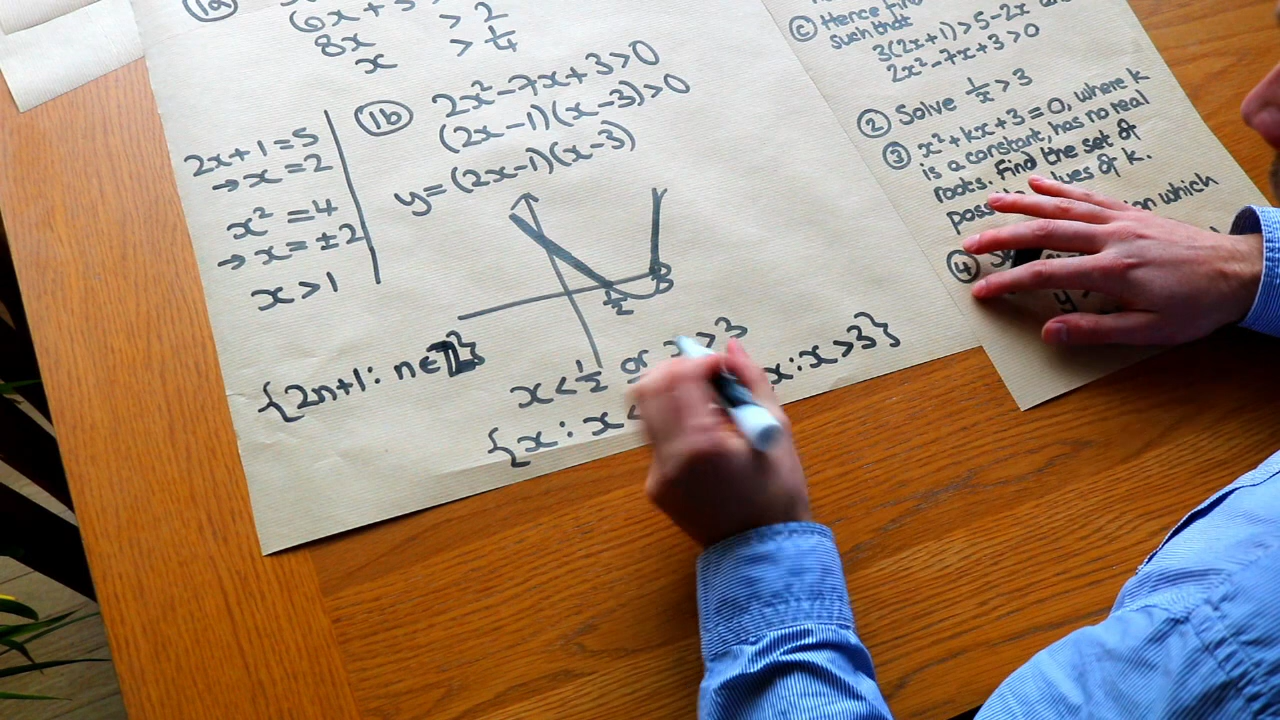 1a
6x + 3
8x > 2
x > 1/4
1b 2x² - 7x + 3 > 0
(2x - 1)(x - 3) > 0
y = (2x - 1)(x - 3)
1/2 3
x < 1/2 or x > 3
{x : x < x : x > 3}
2x + 1 = 5
→ x = 2
x² = 4
→ x = ± 2
x > 1
{2n+1 : n ∈ ℤ}
c Hence find
such that
3(2x+1) > 5 - 2x
2x² - 7x + 3 > 0
2 Solve 1/x > 3
3 x² + kx + 3 = 0, where k
is a constant, has no real
roots. Find the set of
values of k.
4 which
y